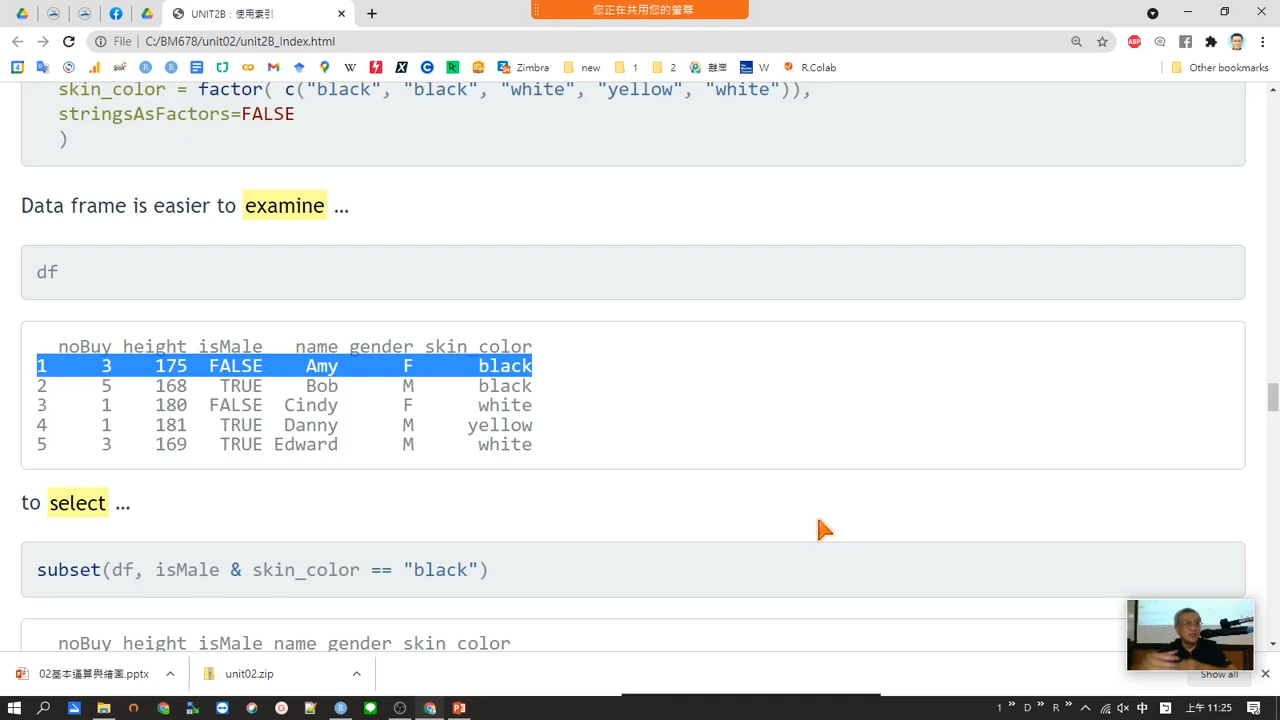 UNIT2B：使用索引
您正在共用您的螢幕
File C:/BM678/unit02/unit2B_Index.html
Zimbra new 1 2 離岸 W R.Colab Other bookmarks
skin_color = factor( c("black", "black", "white", "yellow", "white")),
stringsAsFactors=FALSE
)
Data frame is easier to examine …
df
noBuy height isMale name gender skin_color
1 3 175 FALSE Amy F black
2 5 168 TRUE Bob M black
3 1 180 FALSE Cindy F white
4 1 181 TRUE Danny M yellow
5 3 169 TRUE Edward M white
to select …
subset(df, isMale & skin_color == "black")
noBuy height isMale name gender skin_color
02基本運算與繪圖.pptx unit02.zip Show all
1 » D » R » 中 上午 11:25